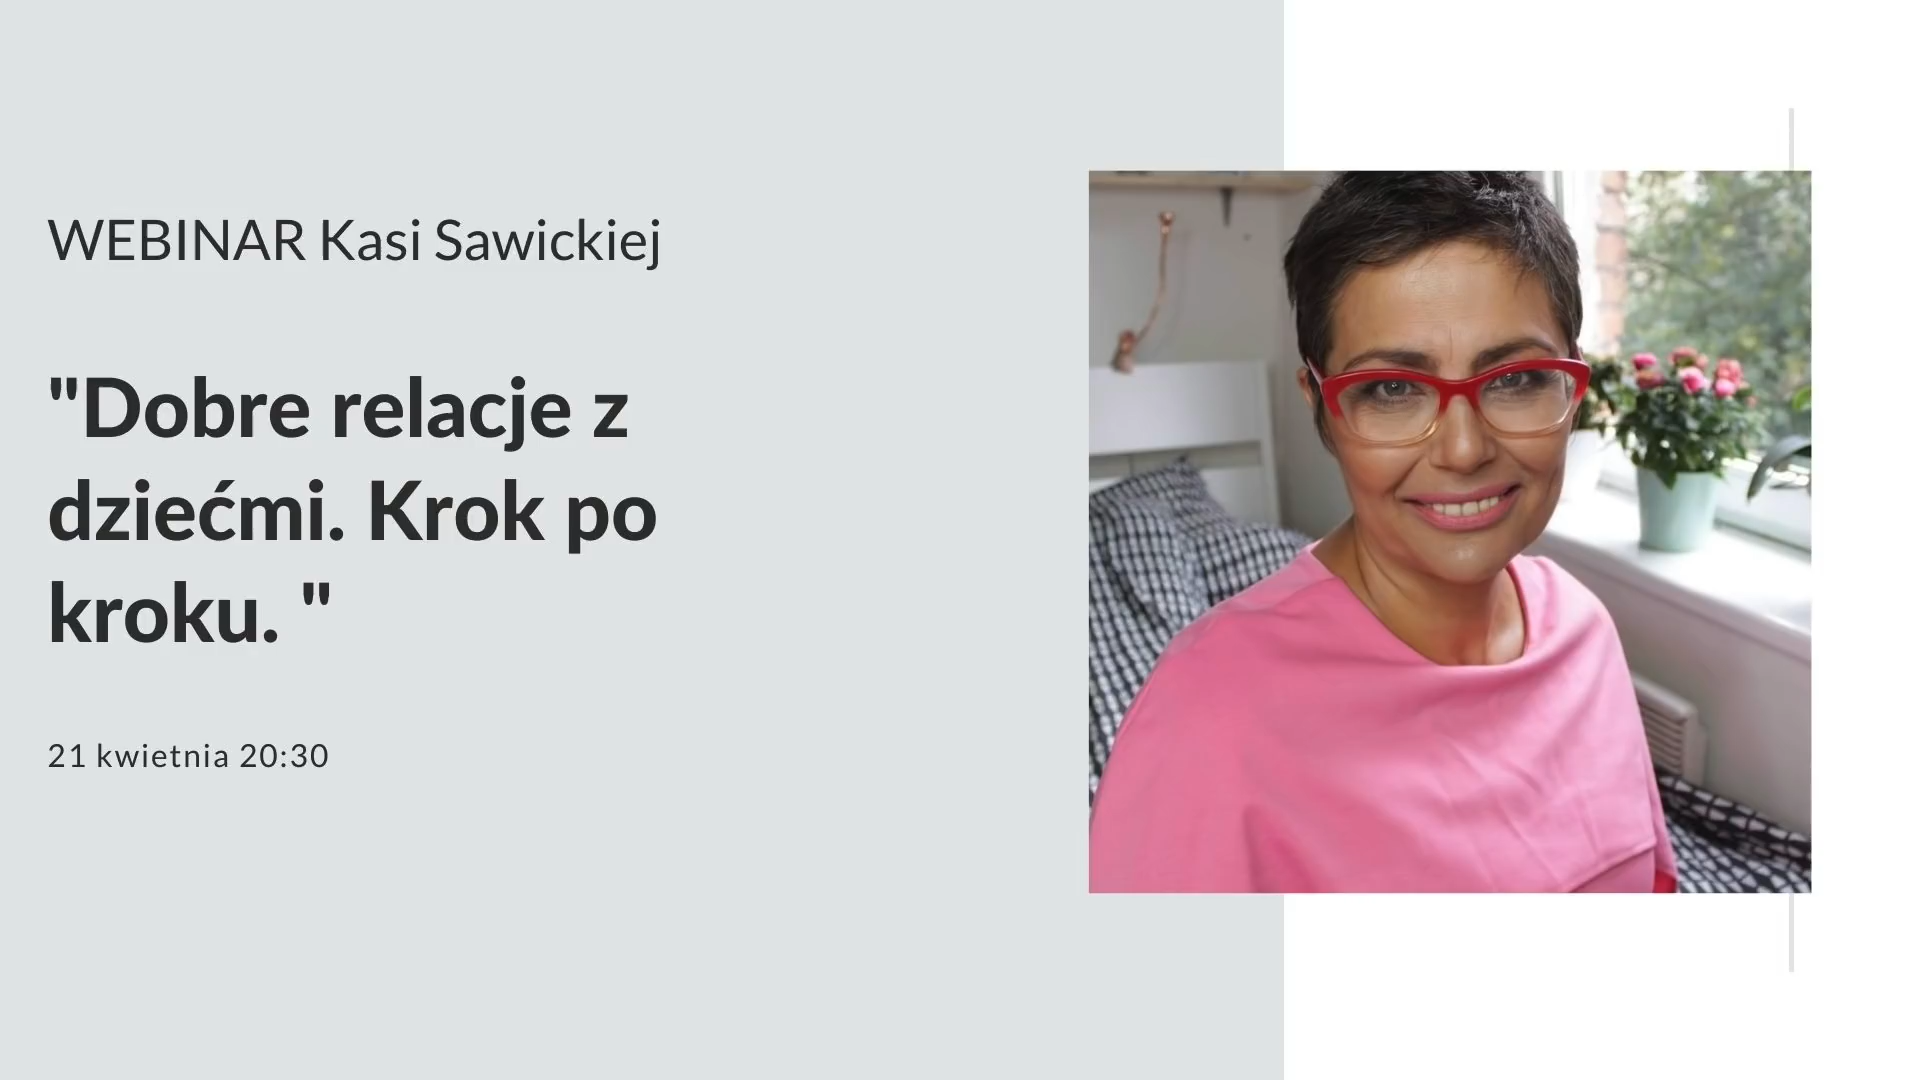 WEBINAR Kasi Sawickiej
"Dobre relacje z
dziećmi. Krok po
kroku. "
21 kwietnia 20:30